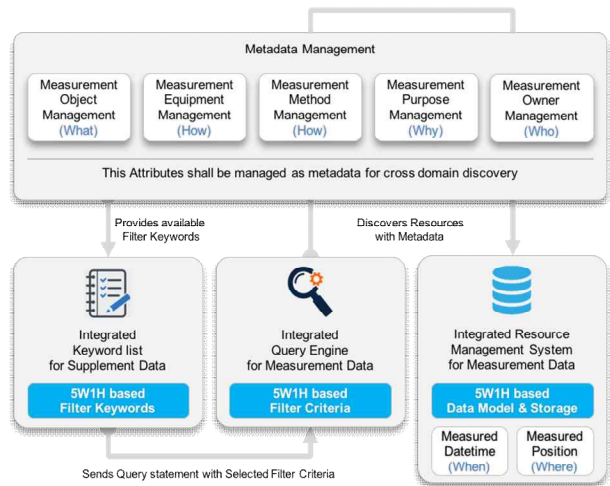 Metadata Management
Measurement
Object
Management
(What)
Measurement
Equipment
Management
(How)
Measurement
Method
Management
(How)
Measurement
Purpose
Management
(Why)
Measurement
Owner
Management
(Who)
This Attributes shall be managed as metadata for cross domain discovery
Provides available
Filter Keywords
Discovers Resources
with Metadata
Integrated
Keyword list
for Supplement Data
5W1H based
Filter Keywords
Integrated
Query Engine
for Measurement Data
5W1H based
Filter Criteria
Integrated Resource
Management System
for Measurement Data
5W1H based
Data Model & Storage
Measured
Datetime
(When)
Measured
Position
(Where)
Sends Query statement with Selected Filter Criteria